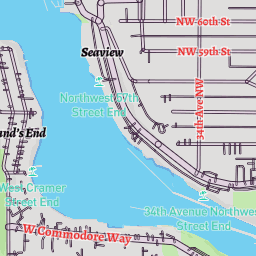 NW 60th St
Seaview
NW 59th St
Northwest 57th
Street End
34th Ave NW
and's End
West Cramer
Street End
34th Avenue Northwest
Street End
W Commodore Way